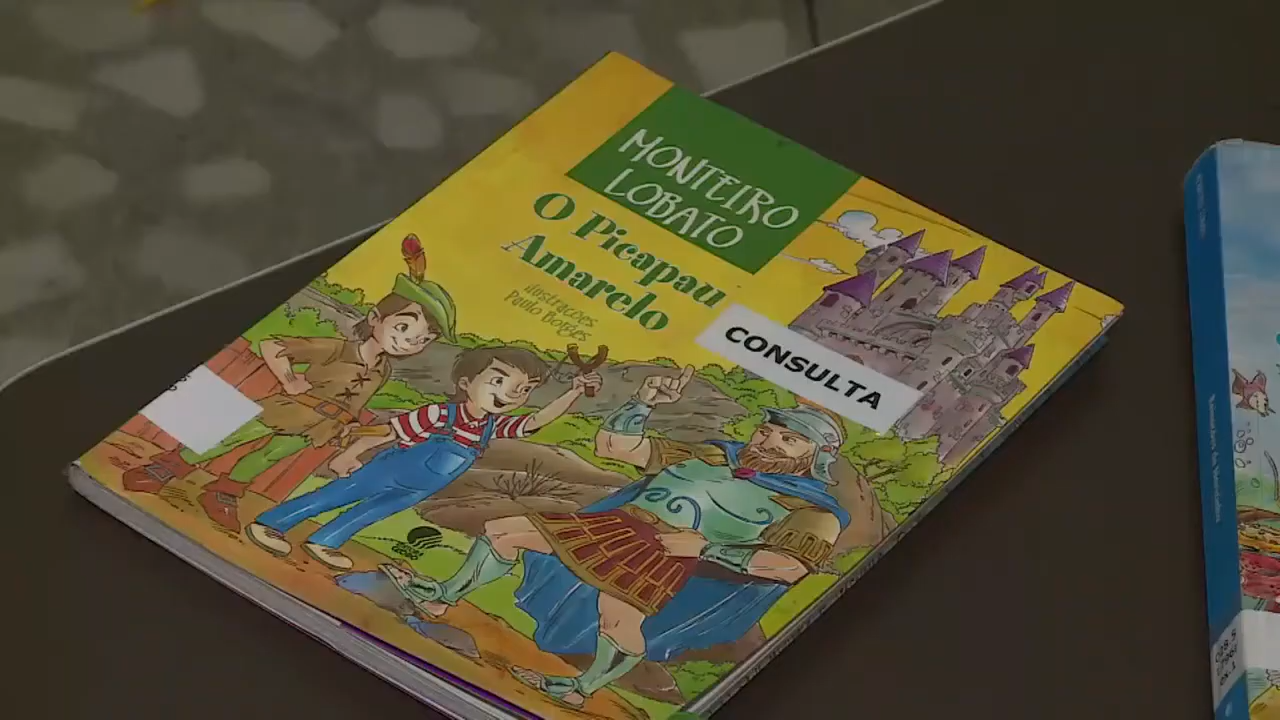 MONTEIRO
LOBATO
O Picapau
Amarelo
ilustrações
Paulo Borges
CONSULTA